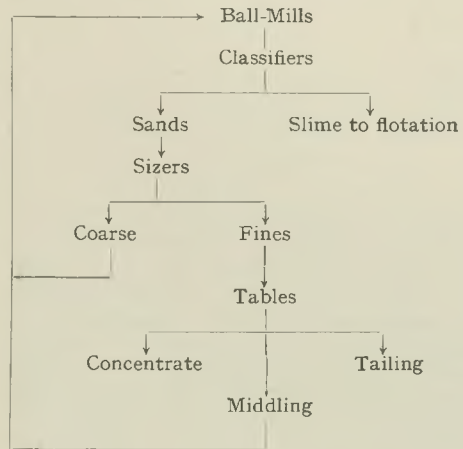 Ball-Mills
Classifiers
Sands Slime to flotation
Sizers
Coarse Fines
Tables
Concentrate Tailing
Middling